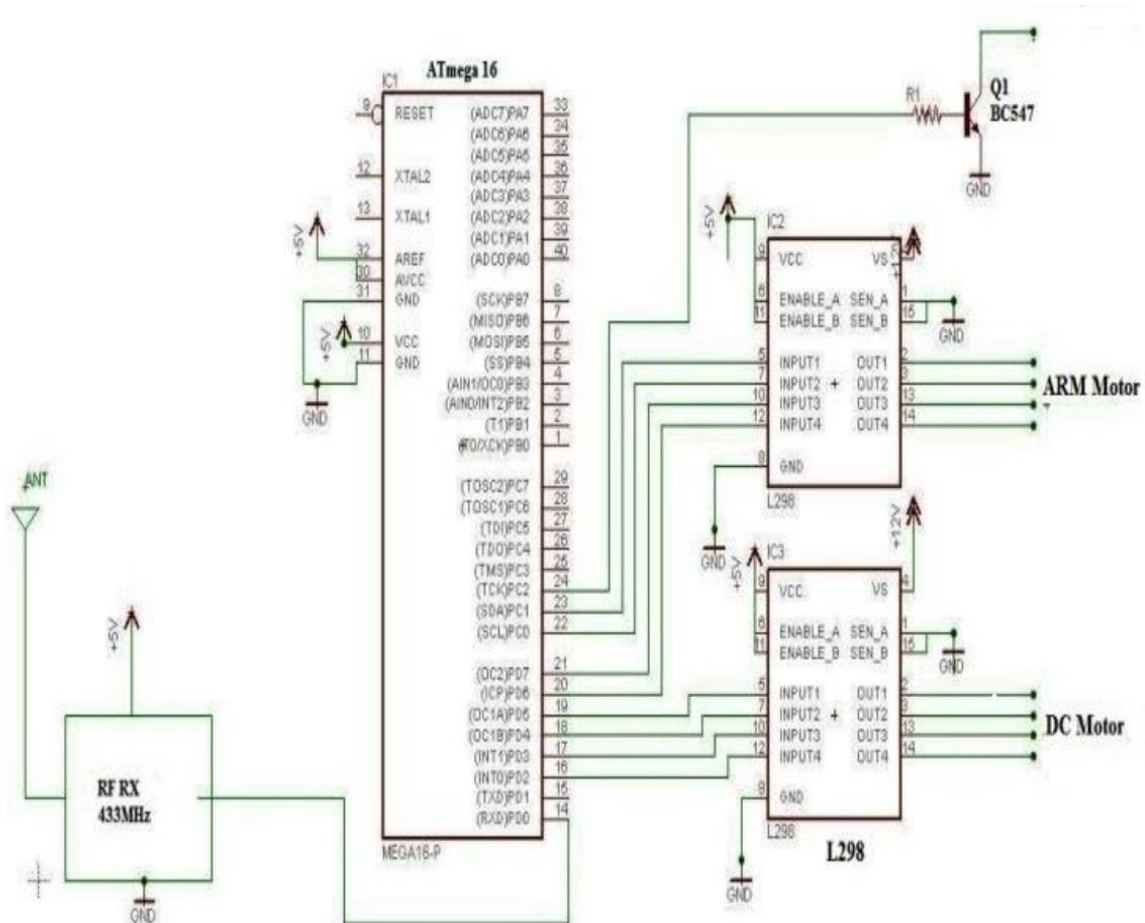 ATmega 16
IC1
9 RESET
12 XTAL2
13 XTAL1
+5V
32 AREF
30 AVCC
31 GND
+5V
10 VCC
11 GND
GND
(ADC7)PA7 33
(ADC6)PA6 34
(ADC5)PA5 35
(ADC4)PA4 36
(ADC3)PA3 37
(ADC2)PA2 38
(ADC1)PA1 39
(ADC0)PA0 40
(SCK)PB7 8
(MISO)PB6 7
(MOSI)PB5 6
(SS)PB4 5
(AIN1/OC0)PB3 4
(AIN0/INT2)PB2 3
(T1)PB1 2
(T0/XCK)PB0 1
(TOSC2)PC7 29
(TOSC1)PC6 28
(TDI)PC5 27
(TDO)PC4 26
(TMS)PC3 25
(TCK)PC2 24
(SDA)PC1 23
(SCL)PC0 22
(OC2)PD7 21
(ICP)PD6 20
(OC1A)PD5 19
(OC1B)PD4 18
(INT1)PD3 17
(INT0)PD2 16
(TXD)PD1 15
(RXD)PD0 14
MEGA16-P
ANT
+5V
RF RX
433MHz
GND
R1
Q1
BC547
GND
+5V
IC2
9 VCC VS
6 ENABLE_A SEN_A 1
11 ENABLE_B SEN_B 15
GND
5 INPUT1 OUT1 2
7 INPUT2 + OUT2 3
10 INPUT3 OUT3 13
12 INPUT4 OUT4 14
ARM Motor
8 GND
L298
GND
+12V
+5V
IC3
9 VCC VS 4
6 ENABLE_A SEN_A 1
11 ENABLE_B SEN_B 15
GND
5 INPUT1 OUT1 2
7 INPUT2 + OUT2 3
10 INPUT3 OUT3 13
12 INPUT4 OUT4 14
DC Motor
8 GND
L298
L298
GND